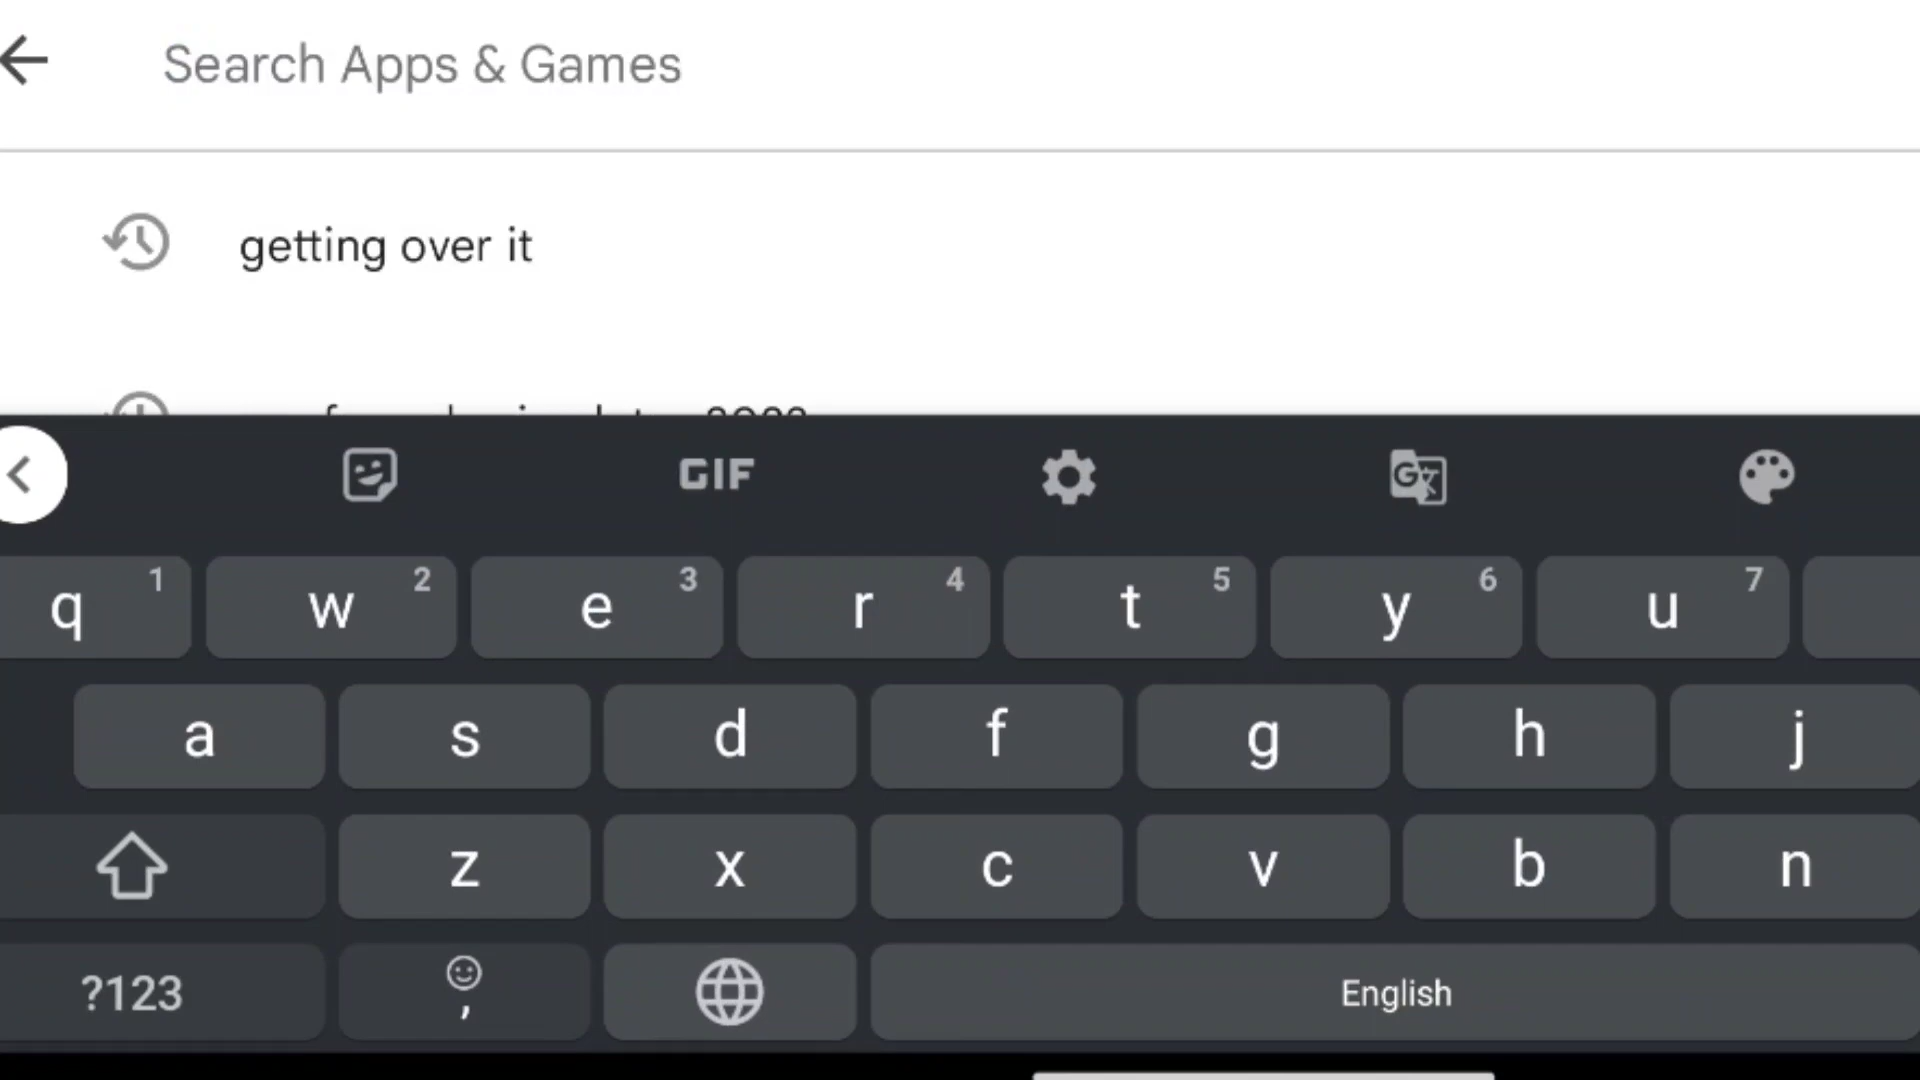 Search Apps & Games
getting over it
GIF
G
q 1 w 2 e 3 r 4 t 5 y 6 u 7
a s d f g h j
z x c v b n
?123 , English